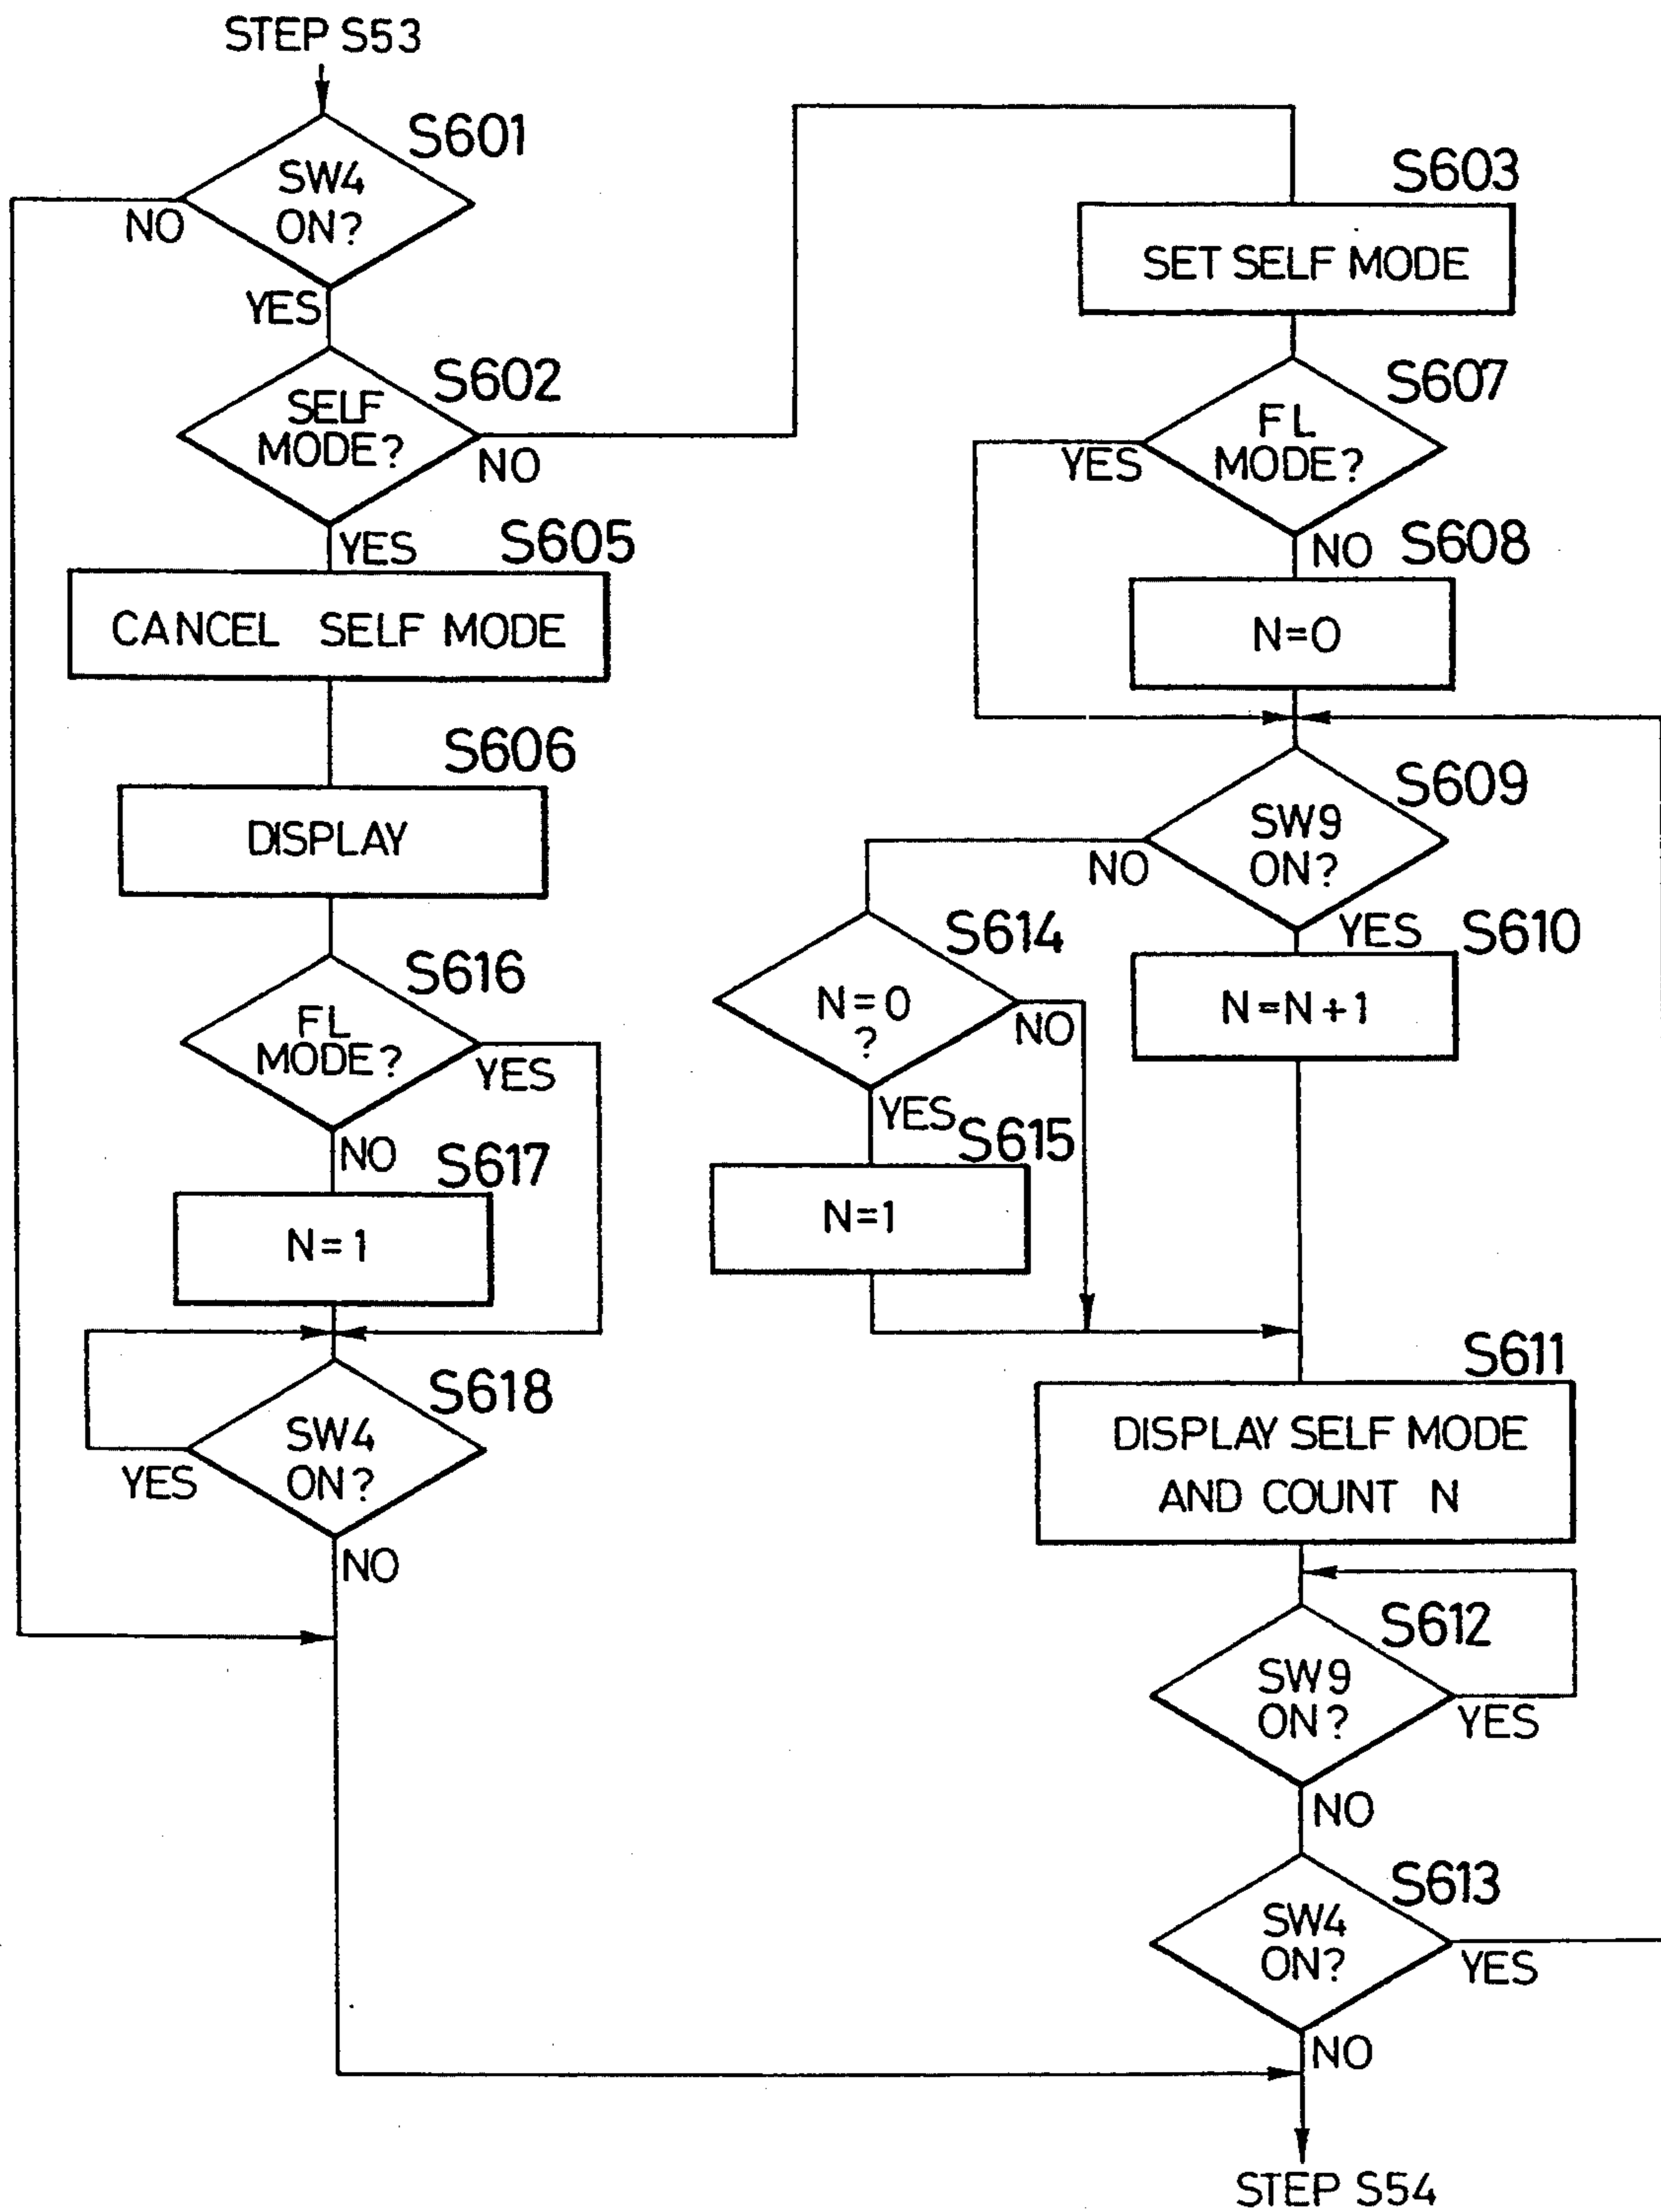 STEP S53
S601
SW4
ON?
NO
YES
S602
SELF
MODE?
NO
YES
S605
CANCEL SELF MODE
S606
DISPLAY
S616
FL
MODE?
YES
NO
S617
N=1
S618
SW4
ON?
YES
NO
S603
SET SELF MODE
S607
FL
MODE?
YES
NO
S608
N=0
S609
SW9
ON?
NO
YES
S610
N=N+1
S614
N=0
?
NO
YES
S615
N=1
S611
DISPLAY SELF MODE
AND COUNT N
S612
SW9
ON?
YES
NO
S613
SW4
ON?
YES
NO
STEP S54